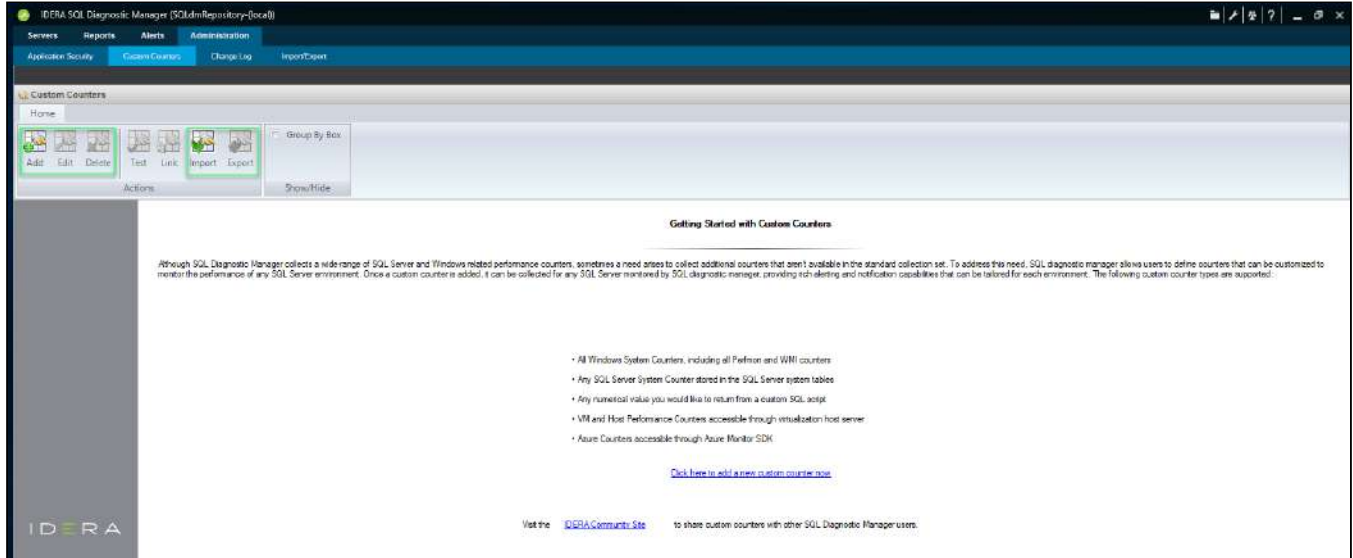 IDERA SQL Diagnostic Manager (SQLdmRepository-(local))
Servers Reports Alerts Administration
Application Security Custom Counters Change Log Import/Export
Custom Counters
Home
Add Edit Delete Test Link Import Export
Group By Box
Actions Show/Hide
Getting Started with Custom Counters
Although SQL Diagnostic Manager collects a wide range of SQL Server and Windows related performance counters, sometimes a need arises to collect additional counters that aren't available in the standard collection set. To address this need, SQL diagnostic manager allows users to define counters that can be customized to
monitor the performance of any SQL Server environment. Once a custom counter is added, it can be collected for any SQL Server monitored by SQL diagnostic manager, providing rich alerting and notification capabilities that can be tailored for each environment. The following custom counter types are supported:
• All Windows System Counters, including all Perfmon and WMI counters
• Any SQL Server System Counter stored in the SQL Server system tables
• Any numerical value you would like to return from a custom SQL script
• VM and Host Performance Counters accessible through virtualization host server
• Azure Counters accessible through Azure Monitor SDK
Click here to add a new custom counter now
Visit the IDERA Community Site to share custom counters with other SQL Diagnostic Manager users.
IDERA